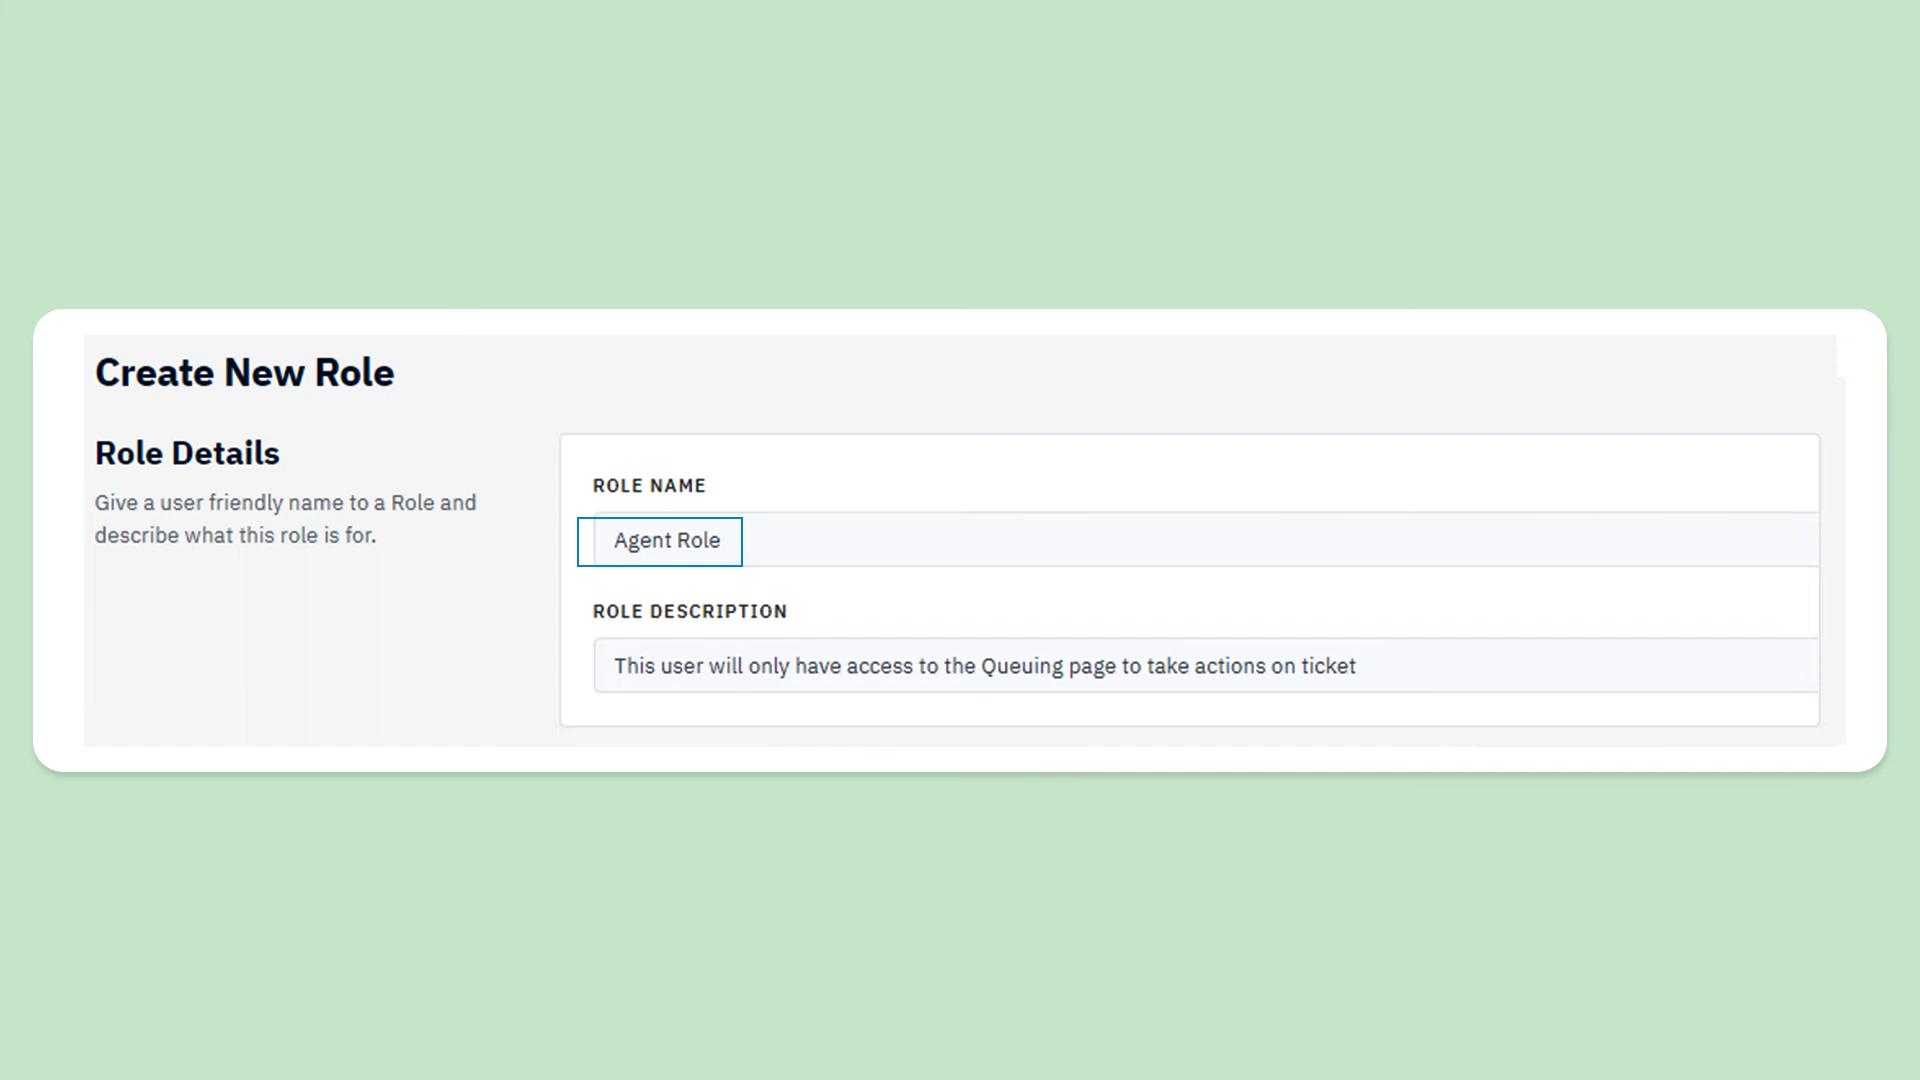 Create New Role
Role Details
Give a user friendly name to a Role and
describe what this role is for.
ROLE NAME
Agent Role
ROLE DESCRIPTION
This user will only have access to the Queuing page to take actions on ticket